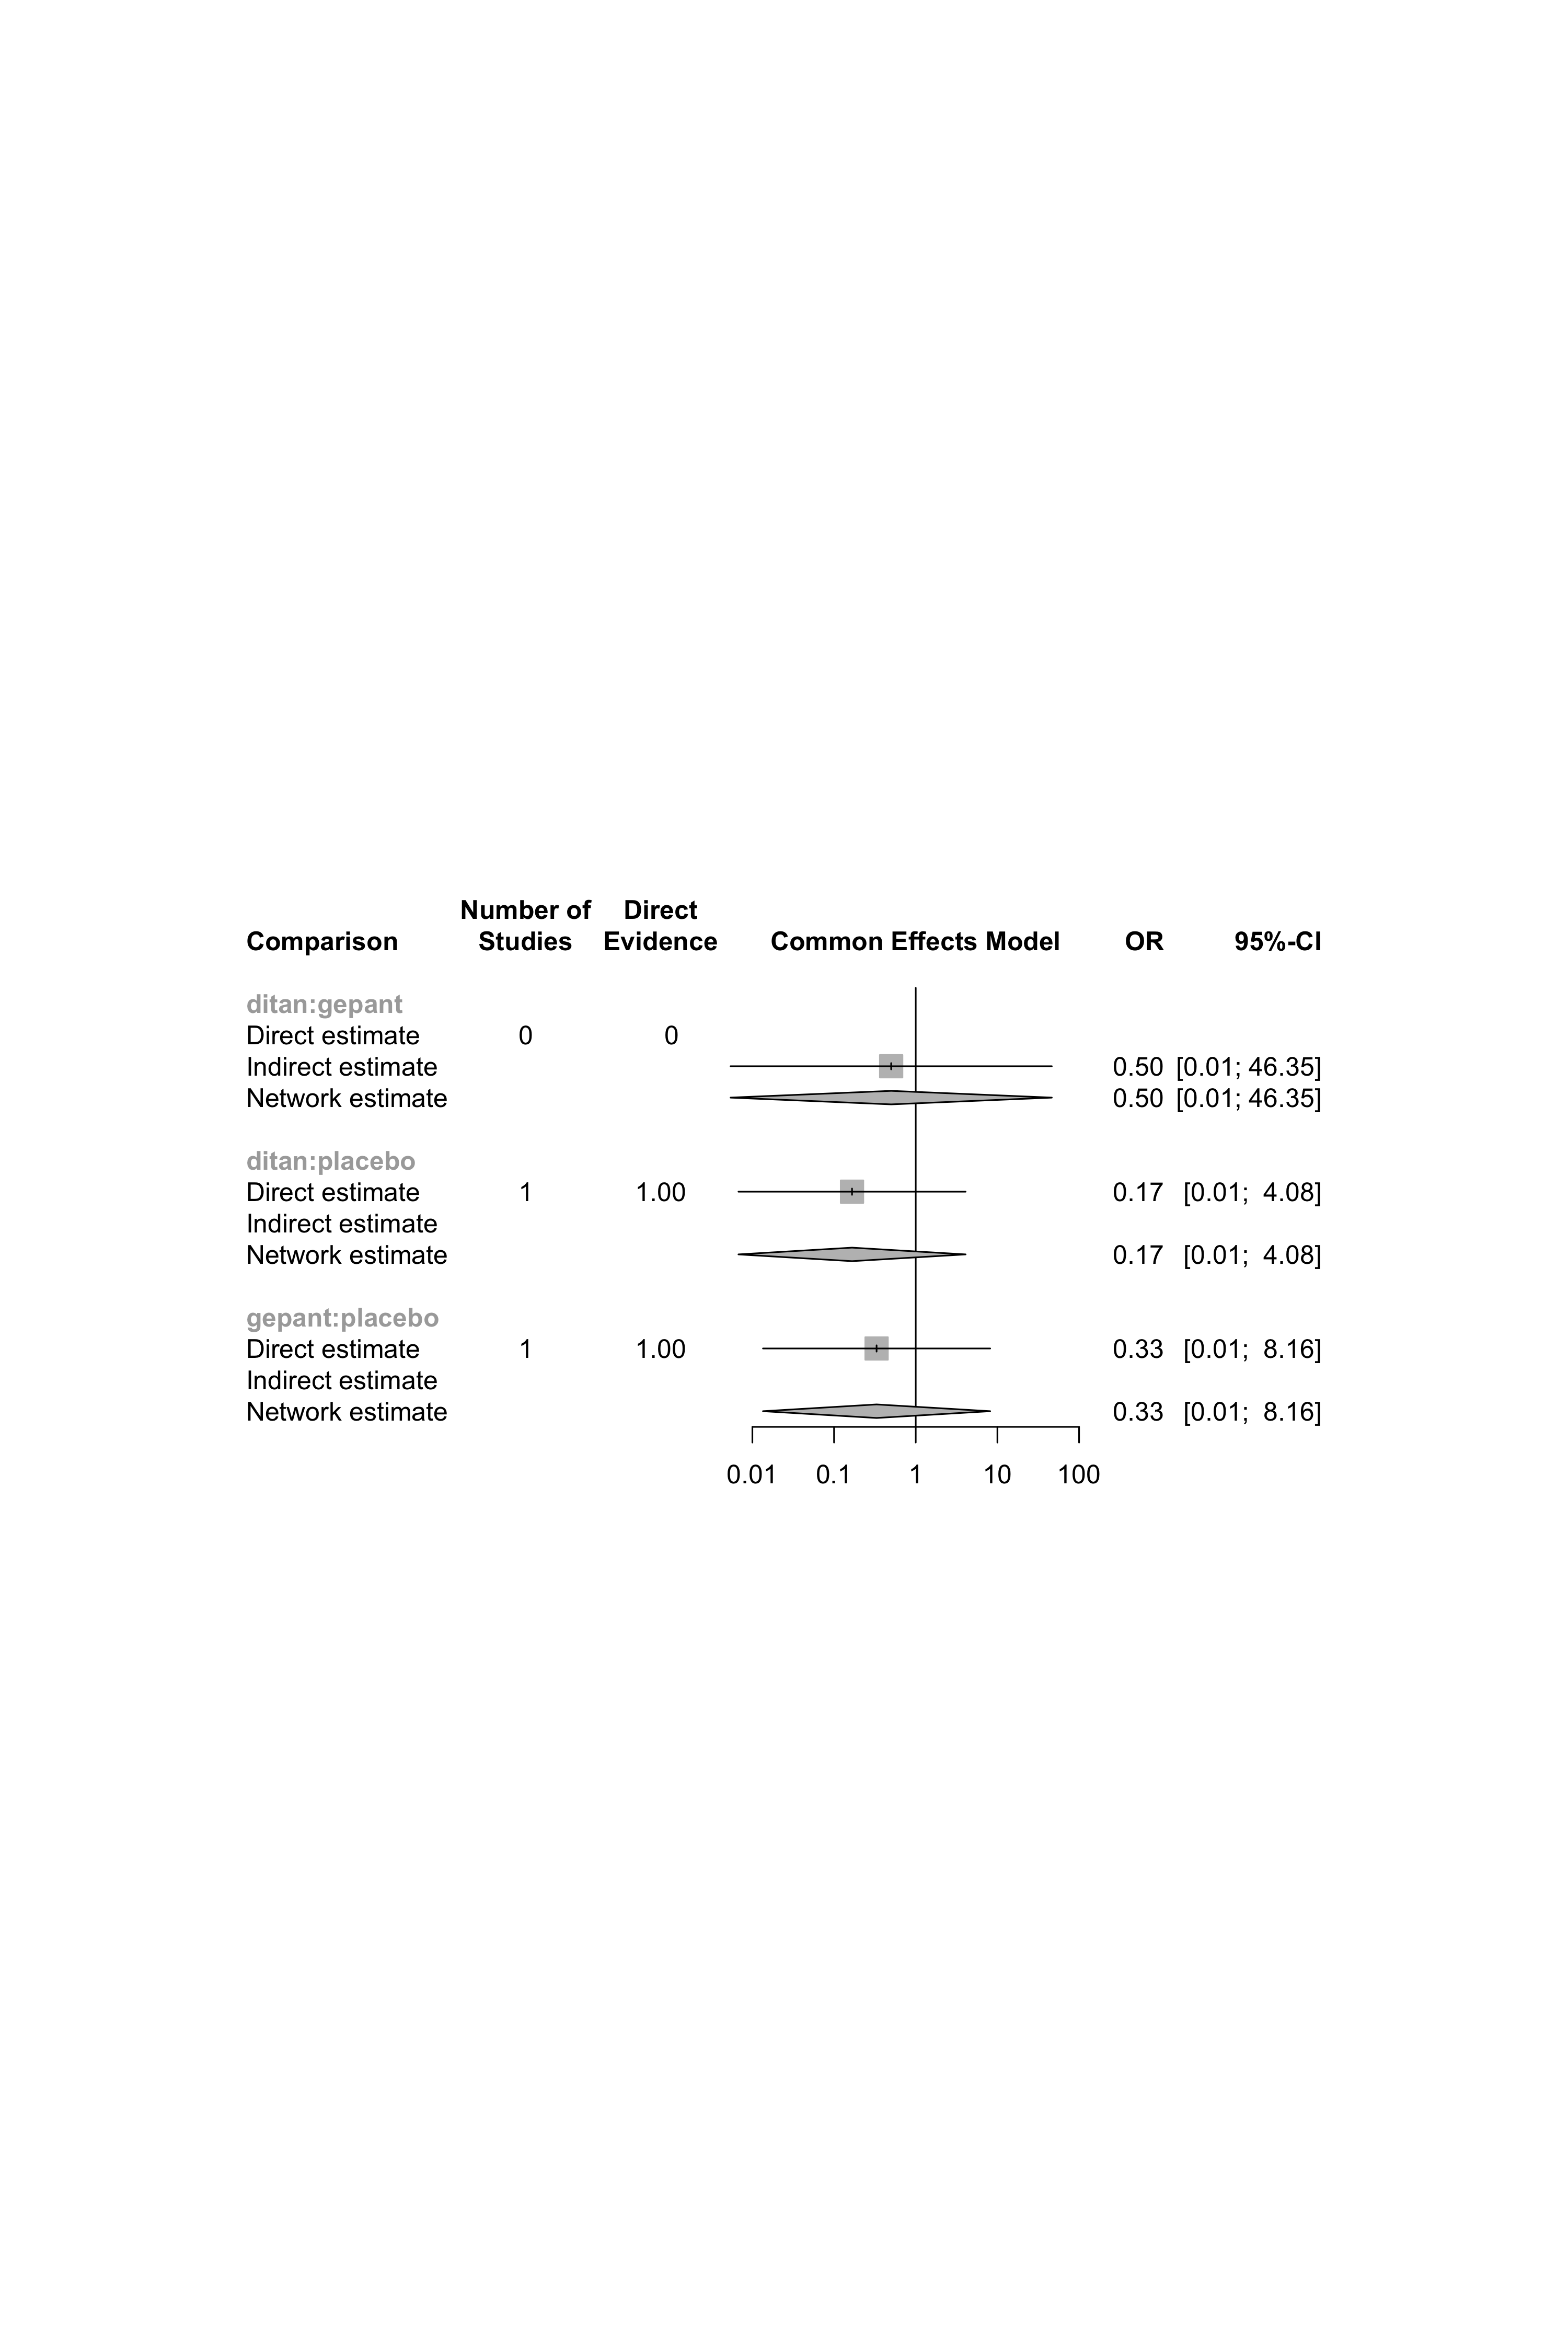 Number of Direct
Comparison Studies Evidence Common Effects Model OR 95%-CI
ditan:gepant
Direct estimate 0 0
Indirect estimate 0.50 [0.01; 46.35]
Network estimate 0.50 [0.01; 46.35]
ditan:placebo
Direct estimate 1 1.00 0.17 [0.01; 4.08]
Indirect estimate
Network estimate 0.17 [0.01; 4.08]
gepant:placebo
Direct estimate 1 1.00 0.33 [0.01; 8.16]
Indirect estimate
Network estimate 0.33 [0.01; 8.16]
0.01 0.1 1 10 100